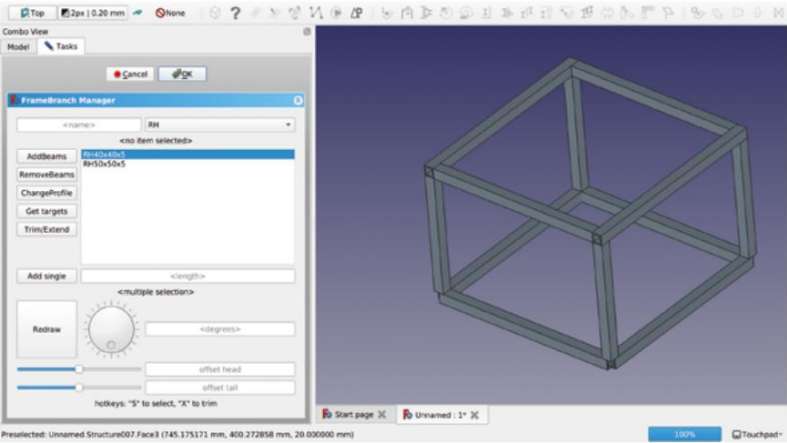 Top 2px | 0.20 mm None
Combo View
Model Tasks
Cancel OK
FrameBranch Manager
<name> RH
<no item selected>
AddBeams
RH40x40x5
RH50x50x5
RemoveBeams
ChangeProfile
Get targets
Trim/Extend
Add single <length>
<multiple selection>
Redraw <degrees>
offset head
offset tail
hotkeys: "S" to select, "X" to trim
Start page Unnamed : 1*
Preselected: Unnamed.Structure007.Face3 (745.175171 mm, 400.272858 mm, 20.000000 mm) 100% Touchpad